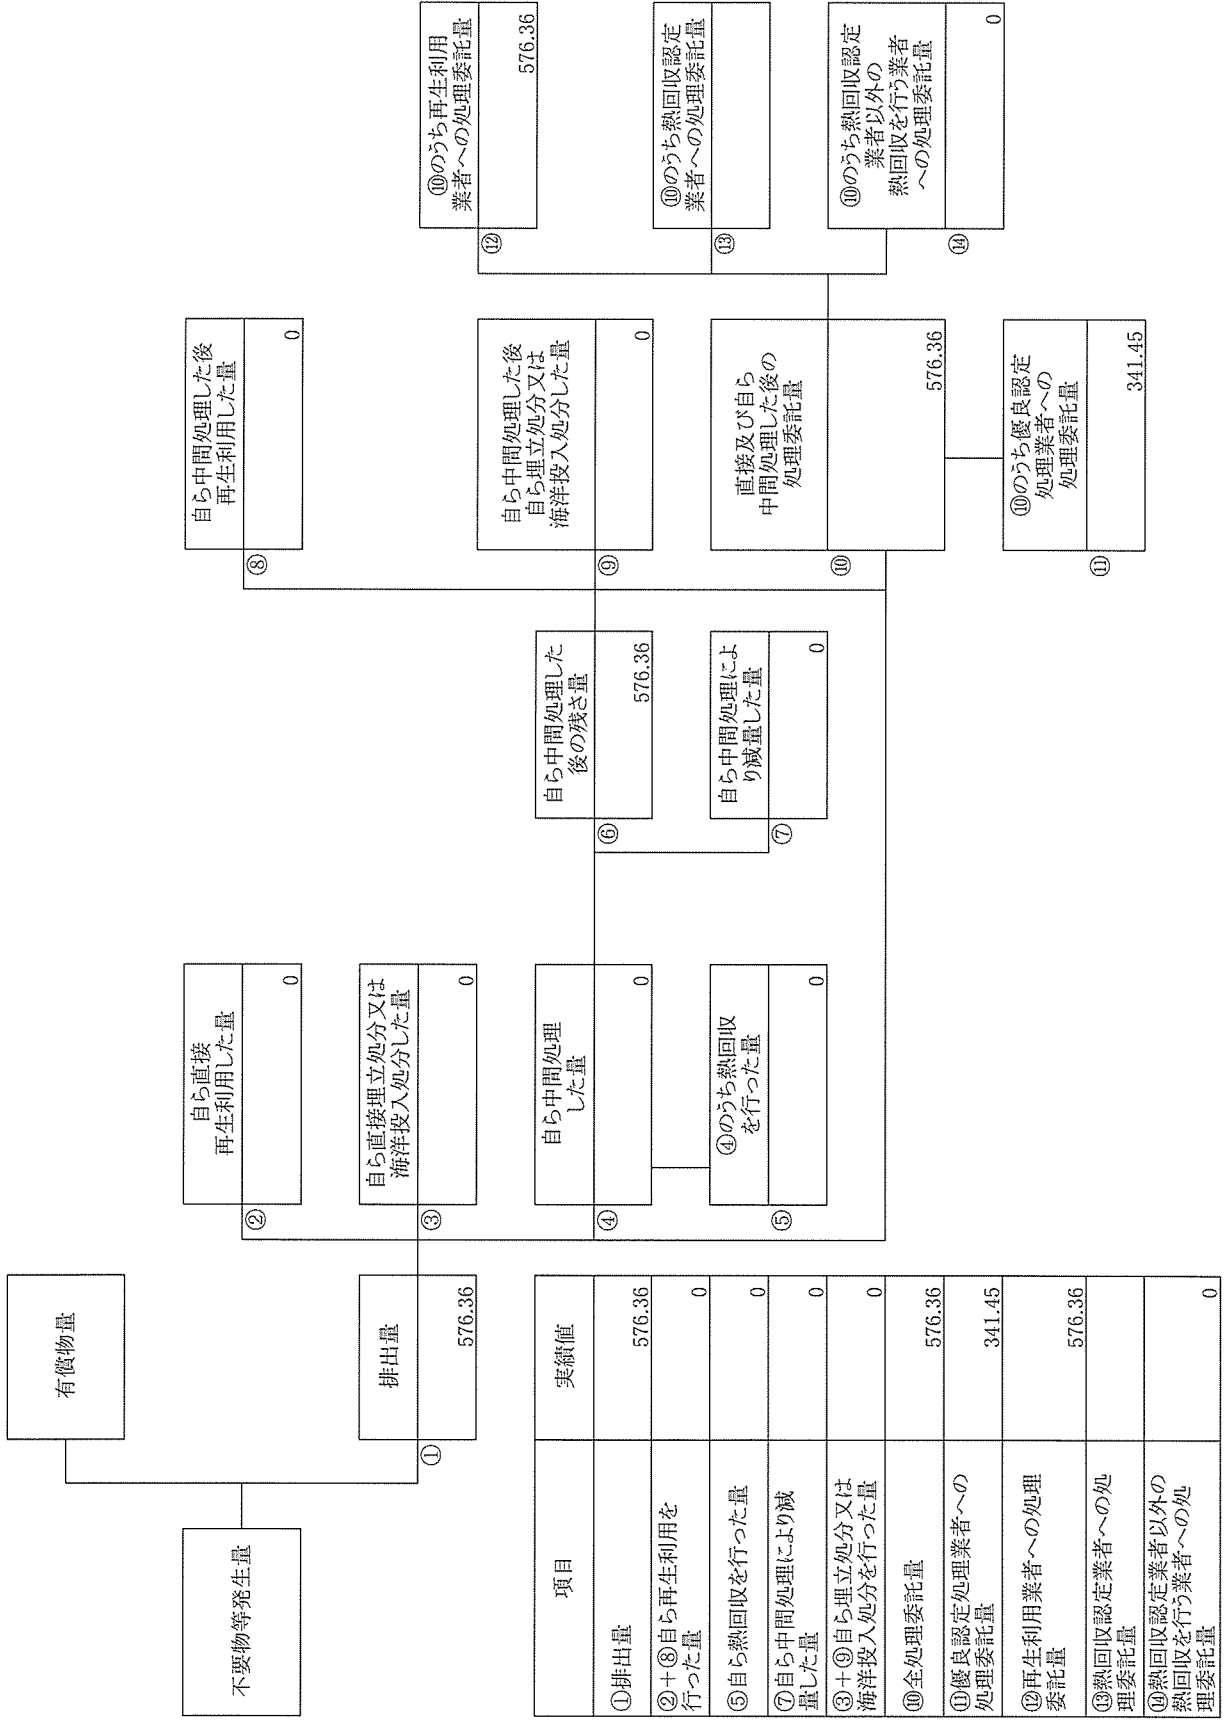 不要物等発生量
有償物量
排出量
①
576.36
自ら直接
再生利用した量
②
0
自ら直接埋立処分又は
海洋投入処分した量
③
0
自ら中間処理
した量
④
0
④のうち熱回収
を行った量
⑤
0
自ら中間処理した
後の残さ量
⑥
576.36
自ら中間処理によ
り減量した量
⑦
0
自ら中間処理した後
再生利用した量
⑧
0
自ら中間処理した後
自ら埋立処分又は
海洋投入処分した量
⑨
0
直接及び自ら
中間処理した後の
処理委託量
⑩
576.36
⑩のうち優良認定
処理業者への
処理委託量
⑪
341.45
⑩のうち再生利用
業者への処理委託量
⑫
576.36
⑩のうち熱回収認定
業者への処理委託量
⑬
⑩のうち熱回収認定
業者以外の
熱回収を行う業者
への処理委託量
⑭
0
項目
実績値
①排出量
576.36
②+⑧自ら再生利用を
行った量
0
⑤自ら熱回収を行った量
0
⑦自ら中間処理により減
量した量
0
③+⑨自ら埋立処分又は
海洋投入処分を行った量
0
⑩全処理委託量
576.36
⑪優良認定処理業者への
処理委託量
341.45
⑫再生利用業者への処理
委託量
576.36
⑬熱回収認定業者への処
理委託量
⑭熱回収認定業者以外の
熱回収を行う業者への処
理委託量
0